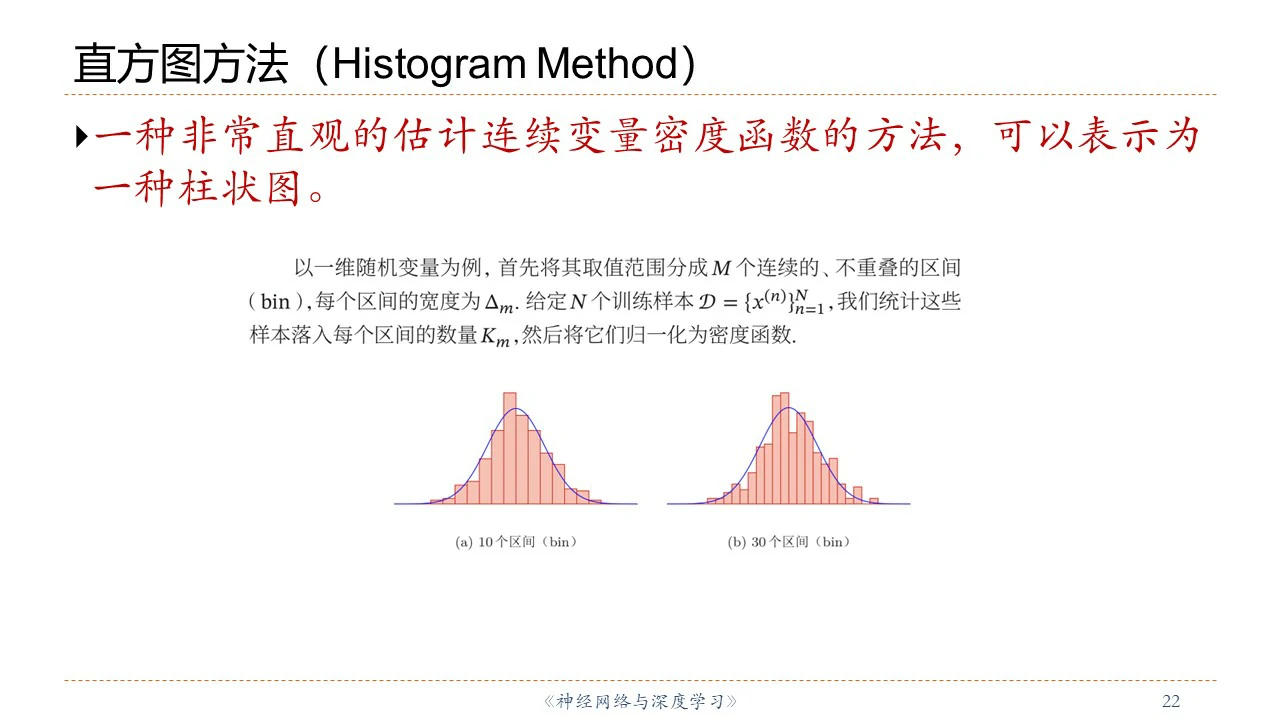 直方图方法（Histogram Method）
一种非常直观的估计连续变量密度函数的方法，可以表示为
一种柱状图。
以一维随机变量为例，首先将其取值范围分成 M 个连续的、不重叠的区间
（bin），每个区间的宽度为 Δₘ. 给定 N 个训练样本 𝒟 = {x⁽ⁿ⁾}ᴺₙ₌₁，我们统计这些
样本落入每个区间的数量 Kₘ，然后将它们归一化为密度函数.
(a) 10 个区间（bin）
(b) 30 个区间（bin）
《神经网络与深度学习》
22